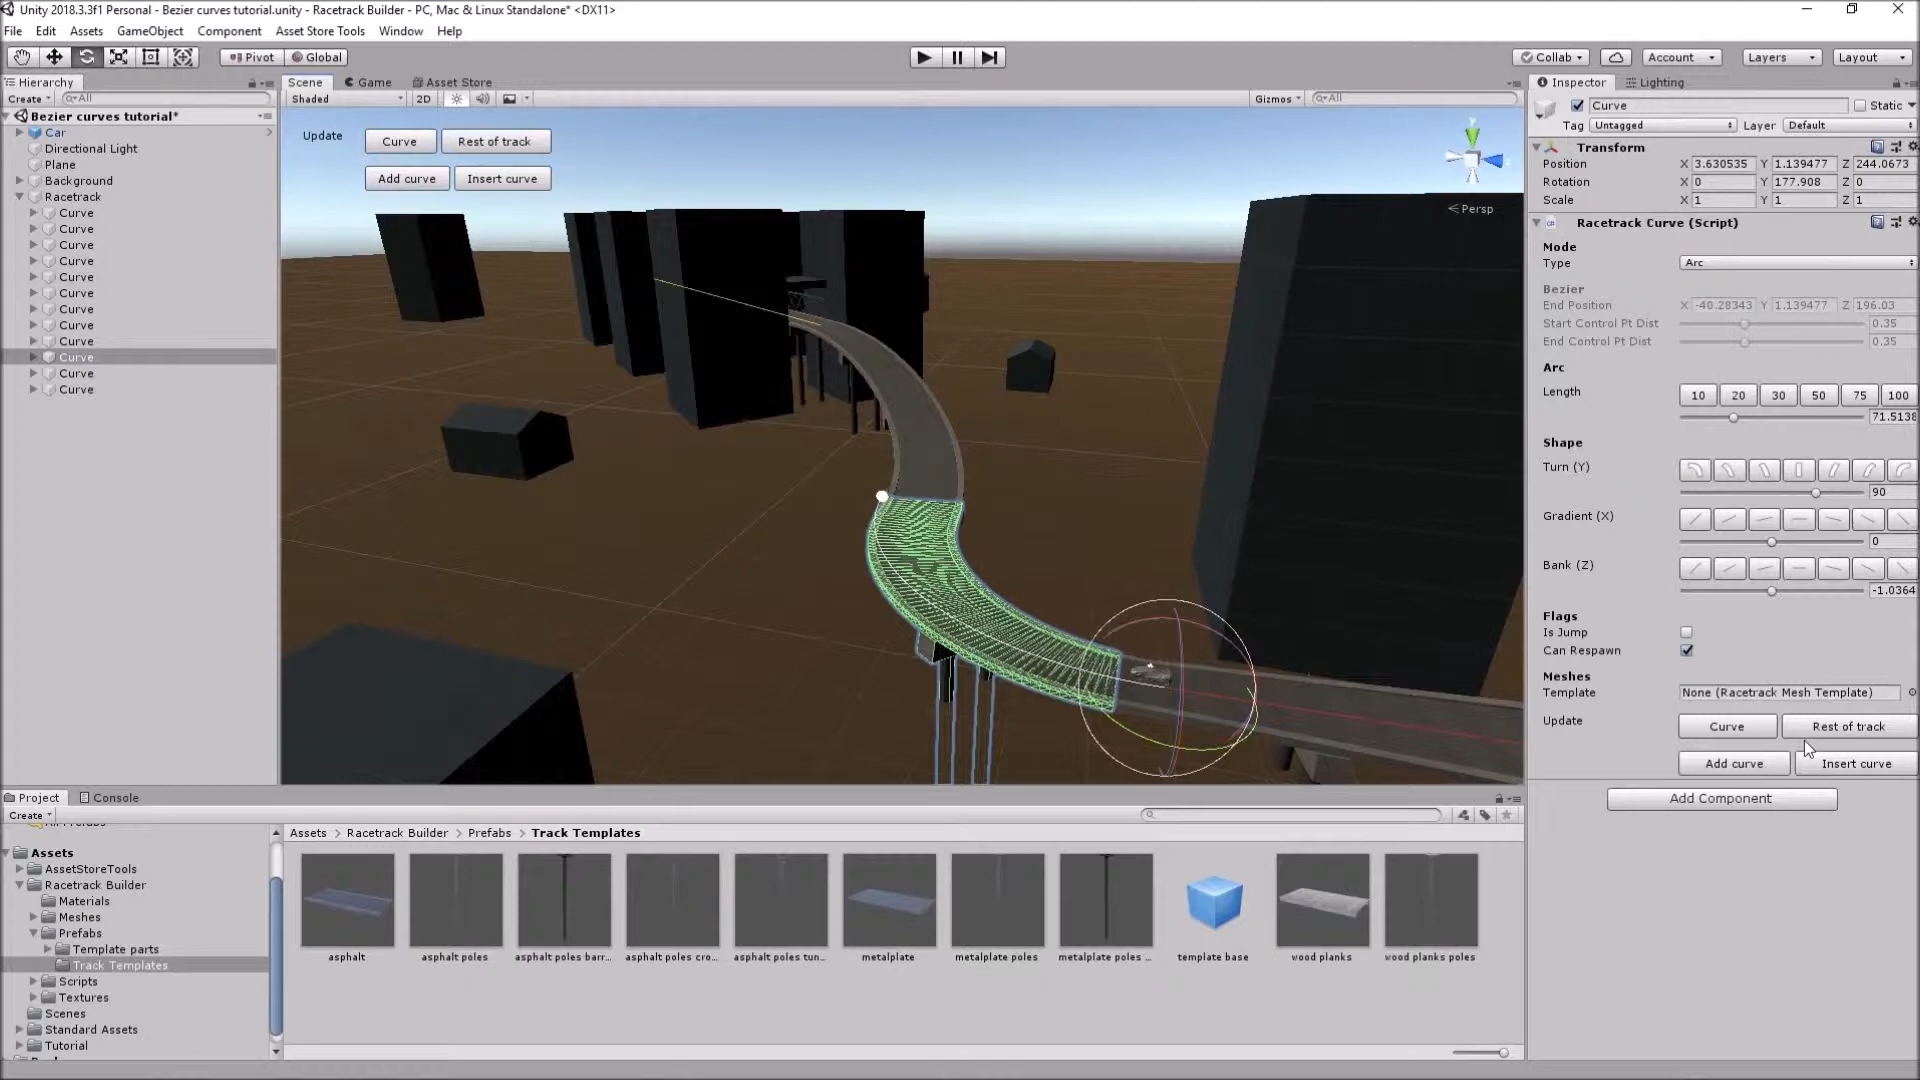 Unity 2018.3.3f1 Personal - Bezier curves tutorial.unity - Racetrack Builder - PC, Mac & Linux Standalone* <DX11>
File Edit Assets GameObject Component Asset Store Tools Window Help
Pivot Global Collab Account Layers Layout
Hierarchy
Create All
Bezier curves tutorial*
Car
Directional Light
Plane
Background
Racetrack
Curve
Curve
Curve
Curve
Curve
Curve
Curve
Curve
Curve
Curve
Curve
Curve
Scene Game Asset Store
Shaded 2D Gizmos All
Update Curve Rest of track
Add curve Insert curve
y
Persp
Inspector Lighting
Curve Static
Tag Untagged Layer Default
Transform
Position X 3.630535 Y 1.139477 Z 244.0673
Rotation X 0 Y 177.908 Z 0
Scale X 1 Y 1 Z 1
Racetrack Curve (Script)
Mode
Type Arc
Bezier
End Position X -40.28343 Y 1.139477 Z 196.03
Start Control Pt Dist 0.35
End Control Pt Dist 0.35
Arc
Length 10 20 30 50 75 100
71.5138
Shape
Turn (Y)
90
Gradient (X)
0
Bank (Z)
-1.0364
Flags
Is Jump
Can Respawn
Meshes
Template None (Racetrack Mesh Template)
Update Curve Rest of track
Add curve Insert curve
Add Component
Project Console
Create
Assets
AssetStoreTools
Racetrack Builder
Materials
Meshes
Prefabs
Template parts
Track Templates
Scripts
Textures
Scenes
Standard Assets
Tutorial
Assets > Racetrack Builder > Prefabs > Track Templates
asphalt
asphalt poles
asphalt poles barr...
asphalt poles cro...
asphalt poles tun...
metalplate
metalplate poles
metalplate poles ...
template base
wood planks
wood planks poles